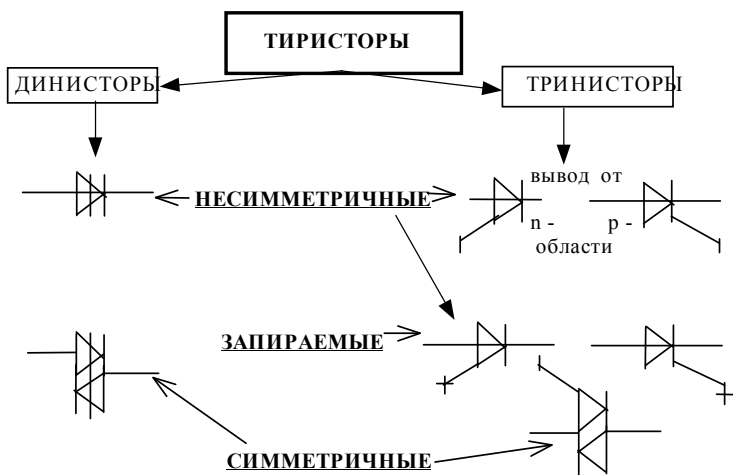 ТИРИСТОРЫ
ДИНИСТОРЫ
ТРИНИСТОРЫ
вывод от
НЕСИММЕТРИЧНЫЕ
n - p -
области
ЗАПИРАЕМЫЕ
СИММЕТРИЧНЫЕ